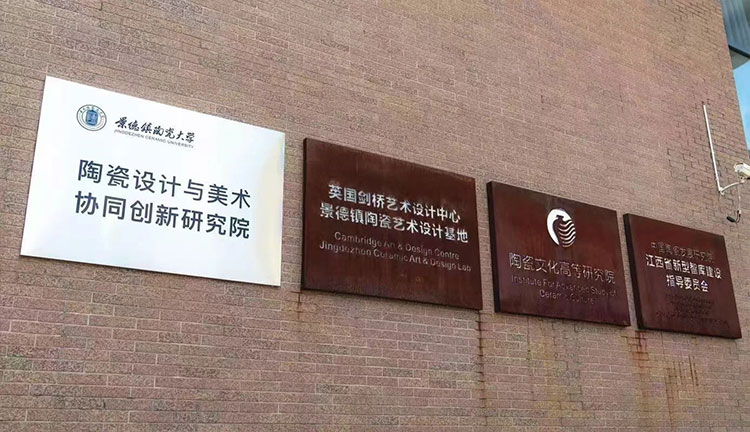 景德镇陶瓷大学
JINGDEZHEN CERAMIC UNIVERSITY
陶瓷设计与美术
协同创新研究院
英国剑桥艺术设计中心
景德镇陶瓷艺术设计基地
Cambridge Art & Design Centre
Jingdezhen Ceramic Art & Design Lab
陶瓷文化高等研究院
Institute For Advanced Study of
Ceramic Culture
江西省新型智库建设
指导委员会